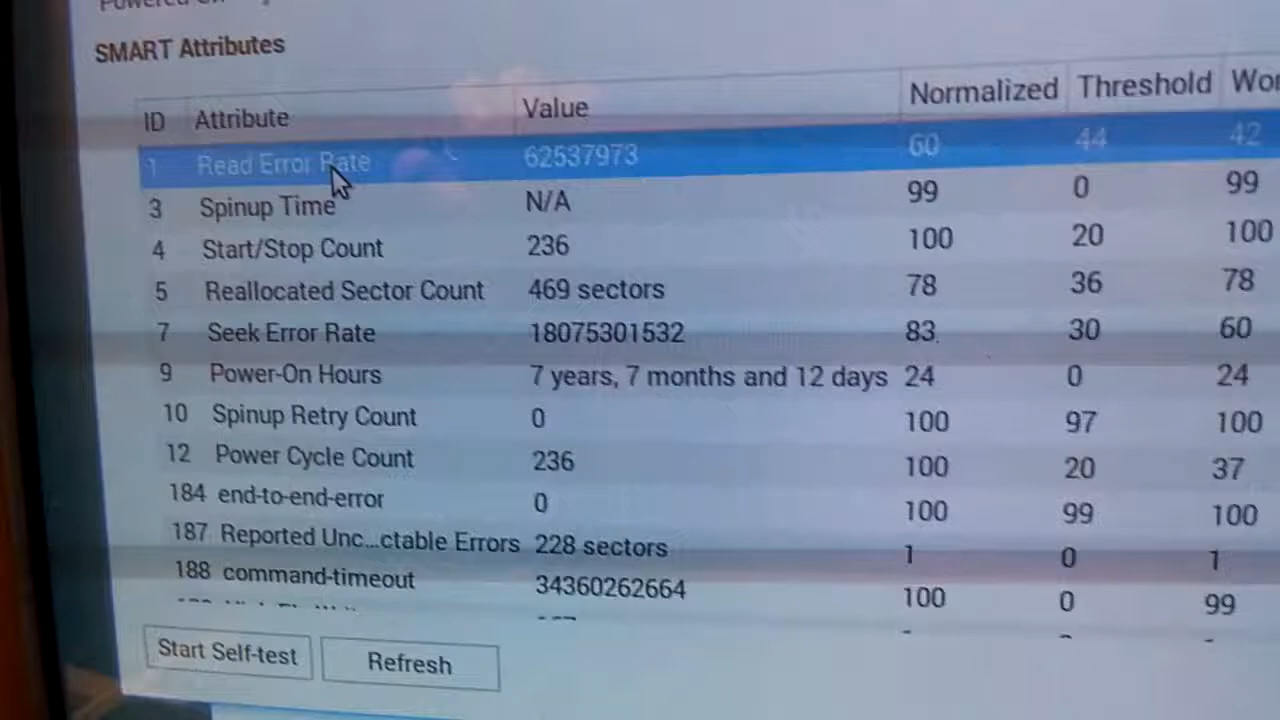 SMART Attributes
ID Attribute Value Normalized Threshold Wor
1 Read Error Rate 62537973 60 44 42
3 Spinup Time N/A 99 0 99
4 Start/Stop Count 236 100 20 100
5 Reallocated Sector Count 469 sectors 78 36 78
7 Seek Error Rate 18075301532 83 30 60
9 Power-On Hours 7 years, 7 months and 12 days 24 0 24
10 Spinup Retry Count 0 100 97 100
12 Power Cycle Count 236 100 20 37
184 end-to-end-error 0 100 99 100
187 Reported Unc...ctable Errors 228 sectors 1 0 1
188 command-timeout 34360262664 100 0 99
Start Self-test Refresh